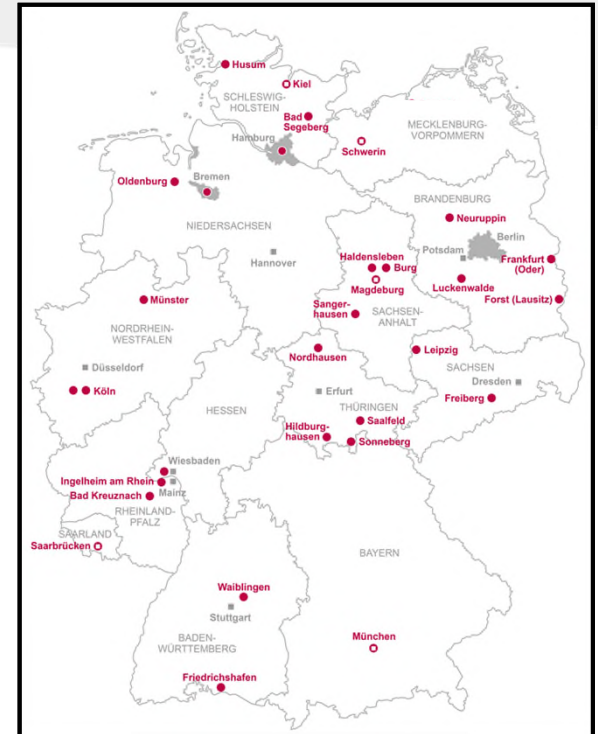 Husum
Kiel
SCHLESWIG-
HOLSTEIN
Bad
Segeberg
MECKLENBURG-
VORPOMMERN
Hamburg
Schwerin
Oldenburg
Bremen
BRANDENBURG
Neuruppin
NIEDERSACHSEN
Berlin
Potsdam
Hannover
Haldensleben
Burg
Frankfurt
(Oder)
Magdeburg
Luckenwalde
Münster
Sanger-
hausen
SACHSEN-
ANHALT
Forst (Lausitz)
NORDRHEIN-
WESTFALEN
Nordhausen
Leipzig
Düsseldorf
SACHSEN
Dresden
Köln
Erfurt
Freiberg
HESSEN
THÜRINGEN
Saalfeld
Hildburg-
hausen
Sonneberg
Wiesbaden
Ingelheim am Rhein
Mainz
Bad Kreuznach
RHEINLAND-
PFALZ
SAARLAND
Saarbrücken
BAYERN
Waiblingen
Stuttgart
BADEN-
WÜRTTEMBERG
München
Friedrichshafen